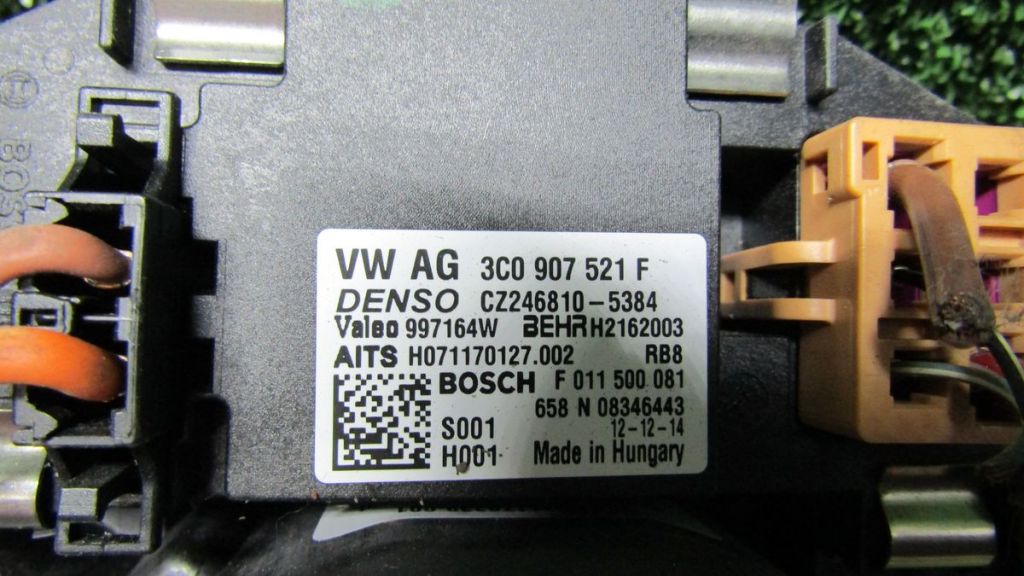 VW AG 3C0 907 521 F
DENSO CZ246810-5384
Valeo 997164W BEHR H2162003
AITS H071170127.002 RB8
BOSCH F 011 500 081
658 N 08346443
S001 12-12-14
H001 Made in Hungary